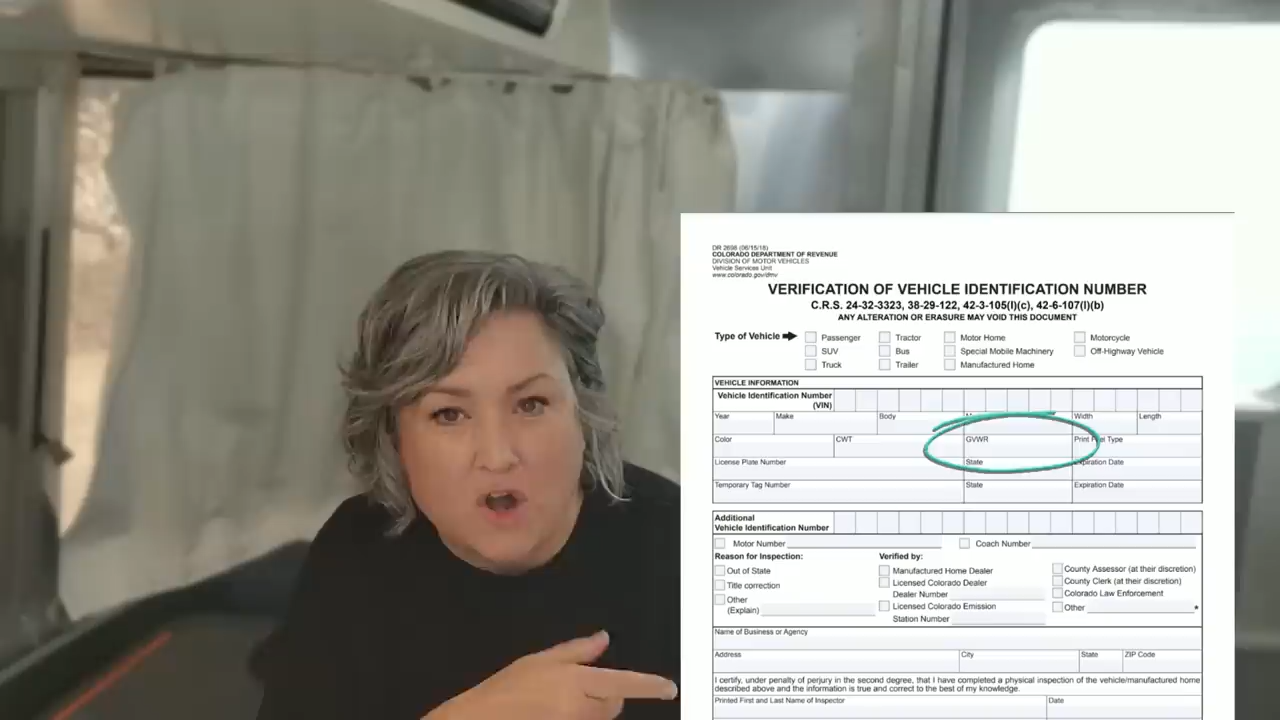 DR 2698 (06/15/18)
COLORADO DEPARTMENT OF REVENUE
DIVISION OF MOTOR VEHICLES
Vehicle Services Unit
www.colorado.gov/dmv
VERIFICATION OF VEHICLE IDENTIFICATION NUMBER
C.R.S. 24-32-3323, 38-29-122, 42-3-105(I)(c), 42-6-107(I)(b)
ANY ALTERATION OR ERASURE MAY VOID THIS DOCUMENT
Type of Vehicle Passenger Tractor Motor Home Motorcycle
SUV Bus Special Mobile Machinery Off-Highway Vehicle
Truck Trailer Manufactured Home
VEHICLE INFORMATION
Vehicle Identification Number
(VIN)
Year Make Body Width Length
Color CWT GVWR Print Fuel Type
License Plate Number State Expiration Date
Temporary Tag Number State Expiration Date
Additional
Vehicle Identification Number
Motor Number Coach Number
Reason for Inspection: Verified by:
Out of State Manufactured Home Dealer County Assessor (at their discretion)
Title correction Licensed Colorado Dealer County Clerk (at their discretion)
Dealer Number Colorado Law Enforcement
Other Licensed Colorado Emission Other *
(Explain) Station Number
Name of Business or Agency
Address City State ZIP Code
I certify, under penalty of perjury in the second degree, that I have completed a physical inspection of the vehicle/manufactured home
described above and the information is true and correct to the best of my knowledge.
Printed First and Last Name of Inspector Date